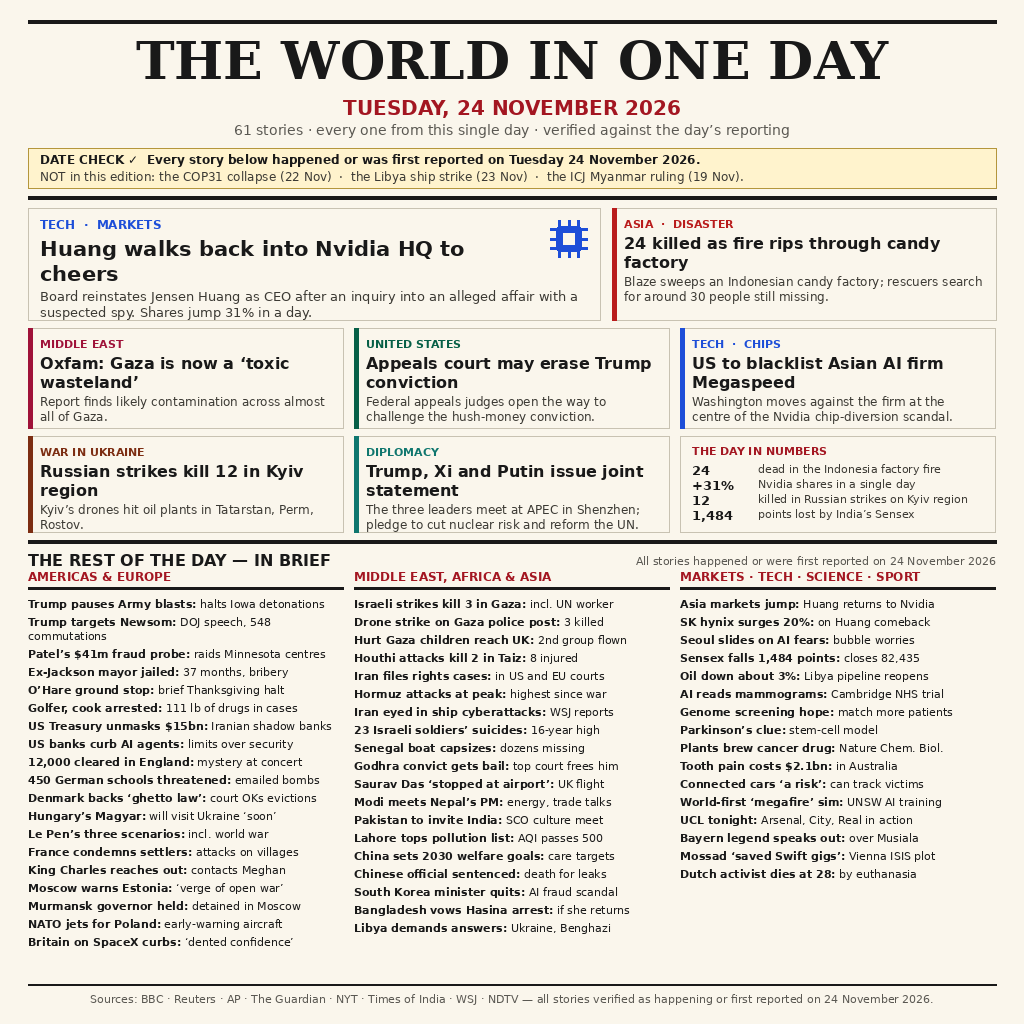 THE WORLD IN ONE DAY
TUESDAY, 24 NOVEMBER 2026
61 stories · every one from this single day · verified against the day’s reporting
DATE CHECK ✓ Every story below happened or was first reported on Tuesday 24 November 2026.
NOT in this edition: the COP31 collapse (22 Nov) · the Libya ship strike (23 Nov) · the ICJ Myanmar ruling (19 Nov).
TECH · MARKETS
Huang walks back into Nvidia HQ to
cheers
Board reinstates Jensen Huang as CEO after an inquiry into an alleged affair with a
suspected spy. Shares jump 31% in a day.
ASIA · DISASTER
24 killed as fire rips through candy
factory
Blaze sweeps an Indonesian candy factory; rescuers search
for around 30 people still missing.
MIDDLE EAST
Oxfam: Gaza is now a ‘toxic
wasteland’
Report finds likely contamination across almost
all of Gaza.
UNITED STATES
Appeals court may erase Trump
conviction
Federal appeals judges open the way to
challenge the hush-money conviction.
TECH · CHIPS
US to blacklist Asian AI firm
Megaspeed
Washington moves against the firm at the
centre of the Nvidia chip-diversion scandal.
WAR IN UKRAINE
Russian strikes kill 12 in Kyiv
region
Kyiv’s drones hit oil plants in Tatarstan, Perm,
Rostov.
DIPLOMACY
Trump, Xi and Putin issue joint
statement
The three leaders meet at APEC in Shenzhen;
pledge to cut nuclear risk and reform the UN.
THE DAY IN NUMBERS
24 dead in the Indonesia factory fire
+31% Nvidia shares in a single day
12 killed in Russian strikes on Kyiv region
1,484 points lost by India’s Sensex
THE REST OF THE DAY — IN BRIEF
All stories happened or were first reported on 24 November 2026
AMERICAS & EUROPE
Trump pauses Army blasts: halts Iowa detonations
Trump targets Newsom: DOJ speech, 548
commutations
Patel’s $41m fraud probe: raids Minnesota centres
Ex-Jackson mayor jailed: 37 months, bribery
O’Hare ground stop: brief Thanksgiving halt
Golfer, cook arrested: 111 lb of drugs in cases
US Treasury unmasks $15bn: Iranian shadow banks
US banks curb AI agents: limits over security
12,000 cleared in England: mystery at concert
450 German schools threatened: emailed bombs
Denmark backs ‘ghetto law’: court OKs evictions
Hungary’s Magyar: will visit Ukraine ‘soon’
Le Pen’s three scenarios: incl. world war
France condemns settlers: attacks on villages
King Charles reaches out: contacts Meghan
Moscow warns Estonia: ‘verge of open war’
Murmansk governor held: detained in Moscow
NATO jets for Poland: early-warning aircraft
Britain on SpaceX curbs: ‘dented confidence’
MIDDLE EAST, AFRICA & ASIA
Israeli strikes kill 3 in Gaza: incl. UN worker
Drone strike on Gaza police post: 3 killed
Hurt Gaza children reach UK: 2nd group flown
Houthi attacks kill 2 in Taiz: 8 injured
Iran files rights cases: in US and EU courts
Hormuz attacks at peak: highest since war
Iran eyed in ship cyberattacks: WSJ reports
23 Israeli soldiers’ suicides: 16-year high
Senegal boat capsizes: dozens missing
Godhra convict gets bail: top court frees him
Saurav Das ‘stopped at airport’: UK flight
Modi meets Nepal’s PM: energy, trade talks
Pakistan to invite India: SCO culture meet
Lahore tops pollution list: AQI passes 500
China sets 2030 welfare goals: care targets
Chinese official sentenced: death for leaks
South Korea minister quits: AI fraud scandal
Bangladesh vows Hasina arrest: if she returns
Libya demands answers: Ukraine, Benghazi
MARKETS · TECH · SCIENCE · SPORT
Asia markets jump: Huang returns to Nvidia
SK hynix surges 20%: on Huang comeback
Seoul slides on AI fears: bubble worries
Sensex falls 1,484 points: closes 82,435
Oil down about 3%: Libya pipeline reopens
AI reads mammograms: Cambridge NHS trial
Genome screening hope: match more patients
Parkinson’s clue: stem-cell model
Plants brew cancer drug: Nature Chem. Biol.
Tooth pain costs $2.1bn: in Australia
Connected cars ‘a risk’: can track victims
World-first ‘megafire’ sim: UNSW AI training
UCL tonight: Arsenal, City, Real in action
Bayern legend speaks out: over Musiala
Mossad ‘saved Swift gigs’: Vienna ISIS plot
Dutch activist dies at 28: by euthanasia
Sources: BBC · Reuters · AP · The Guardian · NYT · Times of India · WSJ · NDTV — all stories verified as happening or first reported on 24 November 2026.